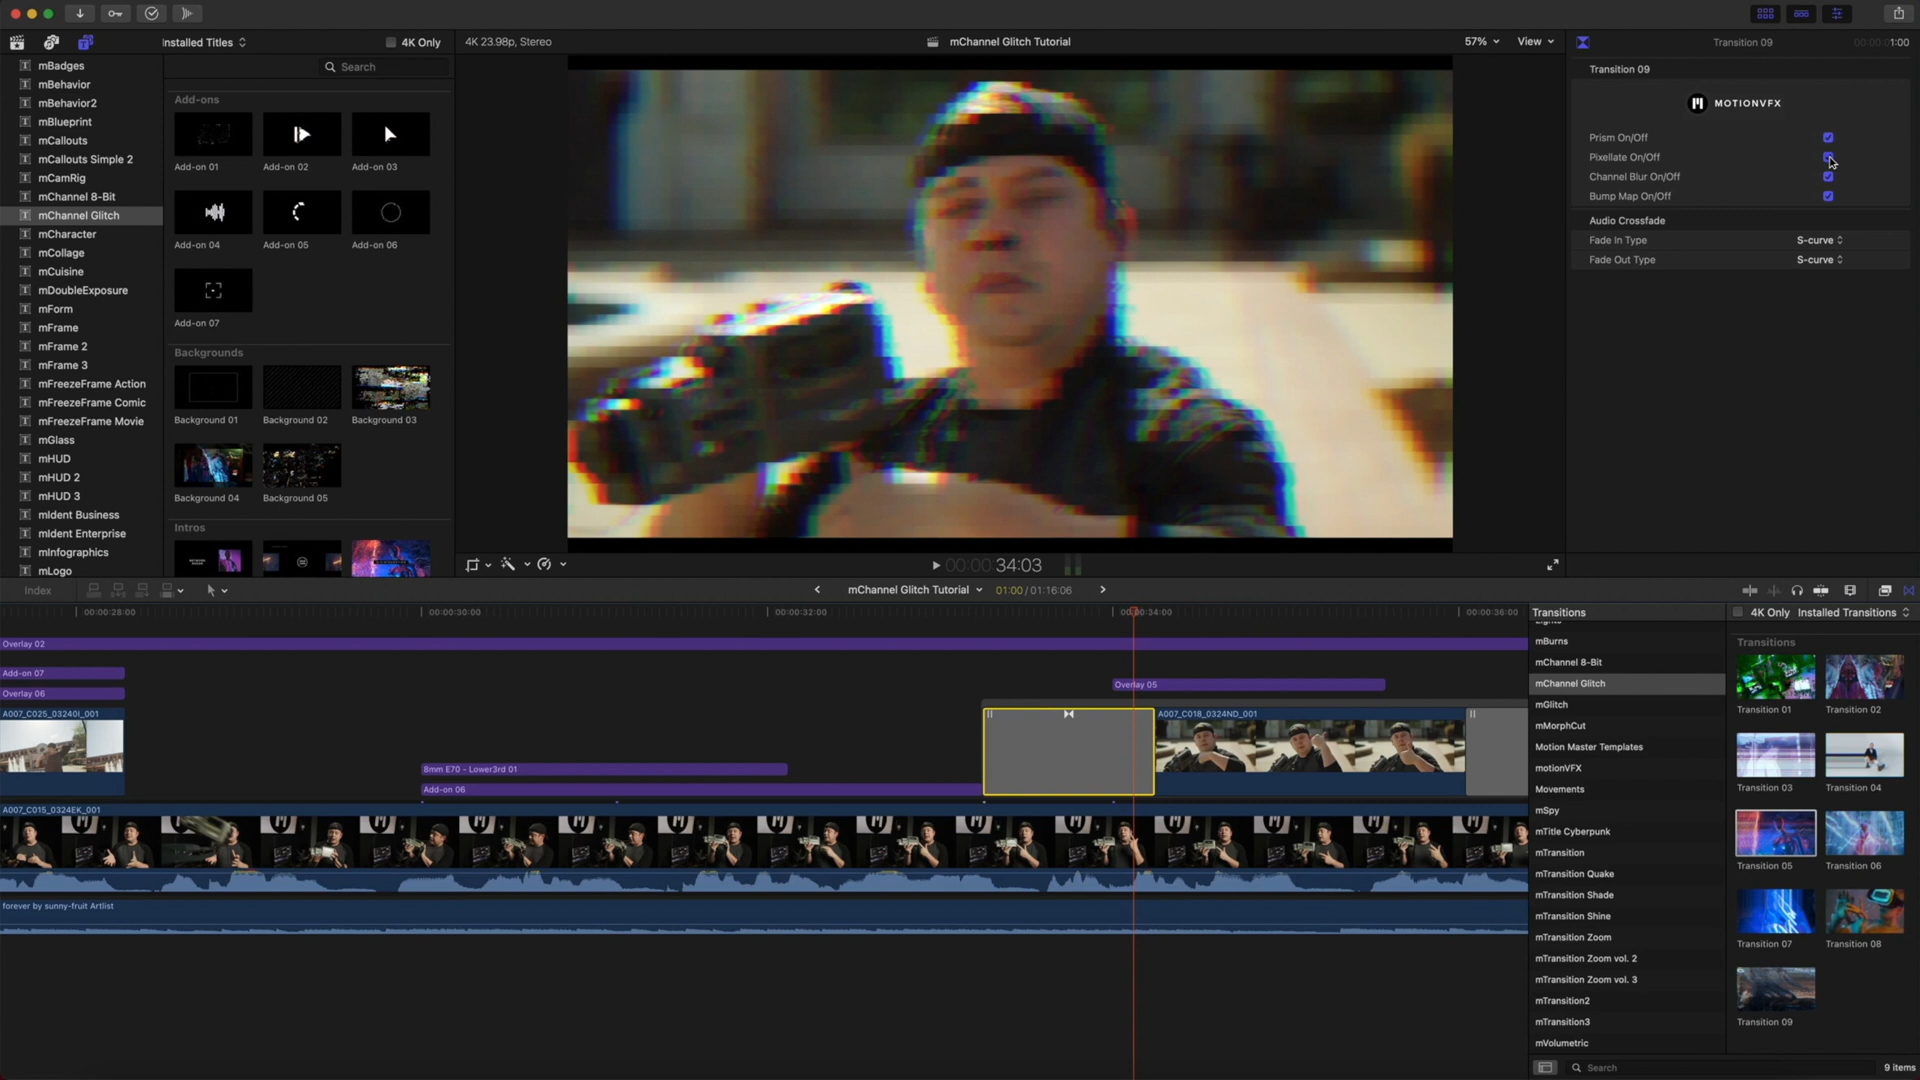 Installed Titles
4K Only
4K 23.98p, Stereo
mChannel Glitch Tutorial
57%
View
Transition 09
00:00:01:00
mBadges
mBehavior
mBehavior2
mBlueprint
mCallouts
mCallouts Simple 2
mCamRig
mChannel 8-Bit
mChannel Glitch
mCharacter
mCollage
mCuisine
mDoubleExposure
mForm
mFrame
mFrame 2
mFrame 3
mFreezeFrame Action
mFreezeFrame Comic
mFreezeFrame Movie
mGlass
mHUD
mHUD 2
mHUD 3
mIdent Business
mIdent Enterprise
mInfographics
mLogo
Search
Add-ons
Add-on 01
Add-on 02
Add-on 03
Add-on 04
Add-on 05
Add-on 06
Add-on 07
Backgrounds
Background 01
Background 02
Background 03
Background 04
Background 05
Intros
Transition 09
MOTIONVFX
Prism On/Off
Pixellate On/Off
Channel Blur On/Off
Bump Map On/Off
Audio Crossfade
Fade In Type
S-curve
Fade Out Type
S-curve
00:00:34:03
Index
mChannel Glitch Tutorial
01:00 / 01:16:06
00:00:28:00
00:00:30:00
00:00:32:00
00:00:34:00
00:00:36:00
Overlay 02
Add-on 07
Overlay 06
Overlay 05
A007_C025_03240I_001
A007_C018_0324ND_001
8mm E70 - Lower3rd 01
Add-on 06
A007_C015_0324EK_001
forever by sunny-fruit Artlist
Transitions
4K Only
Installed Transitions
mBurns
mChannel 8-Bit
mChannel Glitch
mGlitch
mMorphCut
Motion Master Templates
motionVFX
Movements
mSpy
mTitle Cyberpunk
mTransition
mTransition Quake
mTransition Shade
mTransition Shine
mTransition Zoom
mTransition Zoom vol. 2
mTransition Zoom vol. 3
mTransition2
mTransition3
mVolumetric
Transitions
Transition 01
Transition 02
Transition 03
Transition 04
Transition 05
Transition 06
Transition 07
Transition 08
Transition 09
Search
9 items